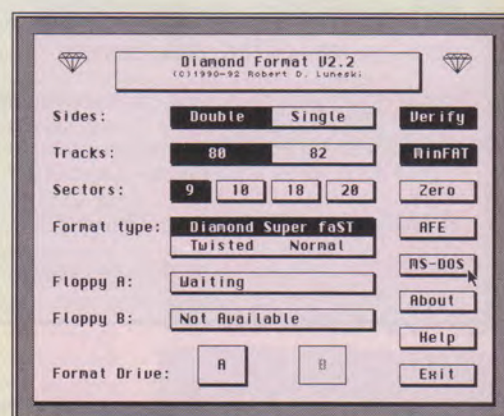 Diamond Format V2.2
(C)1990-92 Robert D. Luneski
Sides: Double Single Verify
Tracks: 80 82 MinFAT
Sectors: 9 10 18 20 Zero
Format type: Diamond Super faST AFE
Twisted Normal
MS-DOS
Floppy A: Waiting
About
Floppy B: Not Available
Help
Format Drive: A B Exit